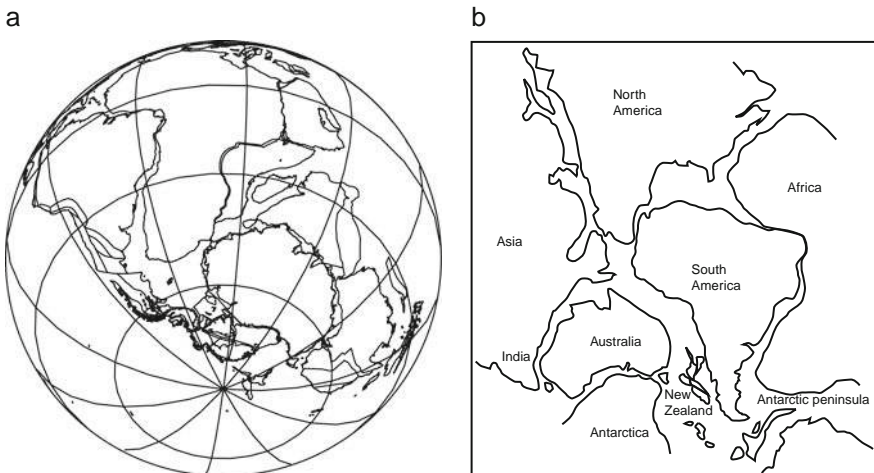 a
b
North
America
Africa
Asia
South
America
Australia
India
New
Zealand
Antarctic peninsula
Antarctica